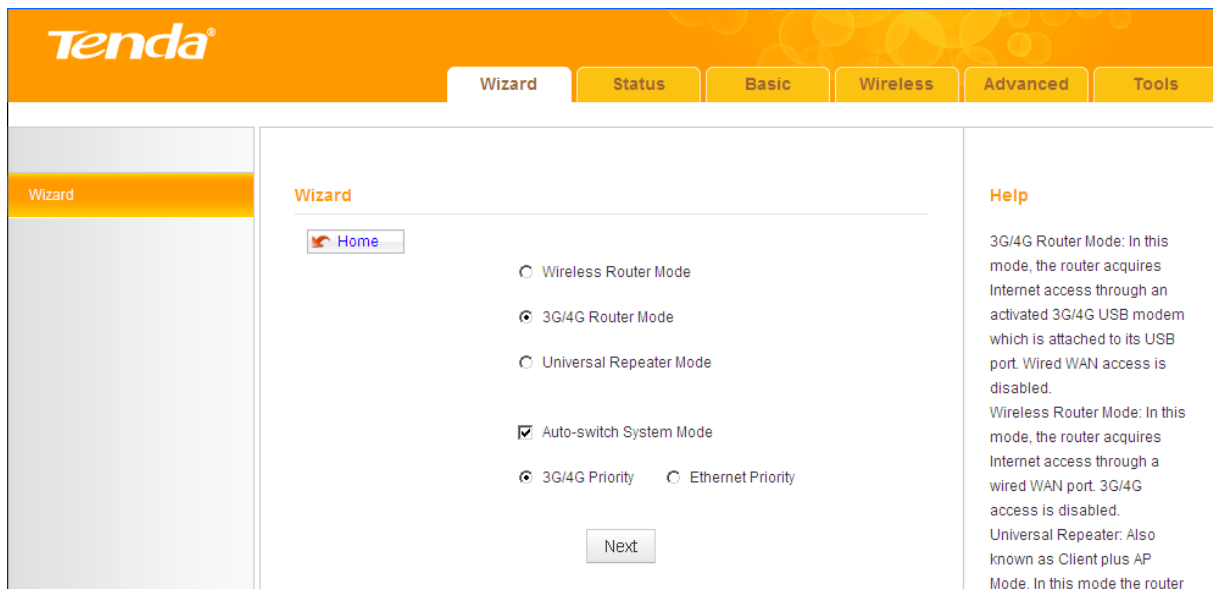 Tenda®
Wizard Status Basic Wireless Advanced Tools
Wizard
Wizard
Home
Wireless Router Mode
3G/4G Router Mode
Universal Repeater Mode
Auto-switch System Mode
3G/4G Priority Ethernet Priority
Next
Help
3G/4G Router Mode: In this
mode, the router acquires
Internet access through an
activated 3G/4G USB modem
which is attached to its USB
port. Wired WAN access is
disabled.
Wireless Router Mode: In this
mode, the router acquires
Internet access through a
wired WAN port. 3G/4G
access is disabled.
Universal Repeater: Also
known as Client plus AP
Mode. In this mode the router